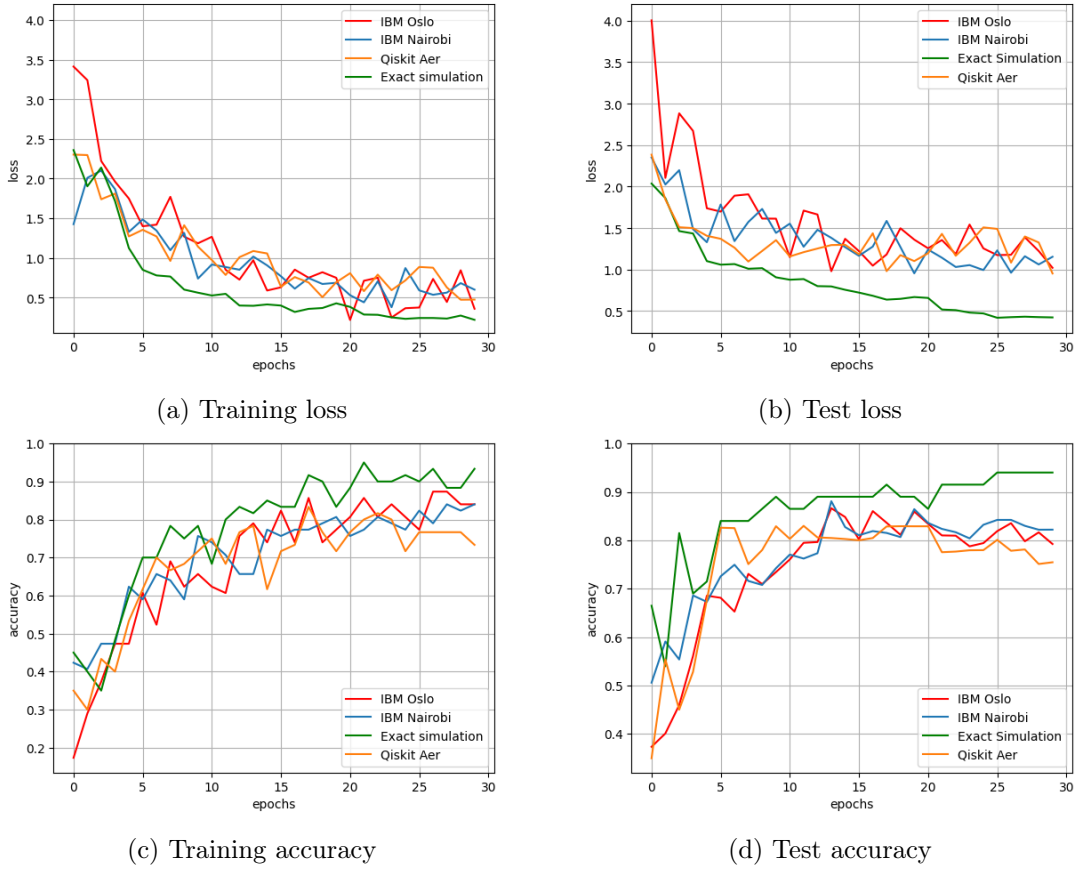 4.0
3.5
3.0
2.5
2.0
1.5
1.0
0.5
loss
0 5 10 15 20 25 30
epochs
IBM Oslo
IBM Nairobi
Qiskit Aer
Exact simulation
(a) Training loss
4.0
3.5
3.0
2.5
2.0
1.5
1.0
0.5
loss
0 5 10 15 20 25 30
epochs
IBM Oslo
IBM Nairobi
Exact Simulation
Qiskit Aer
(b) Test loss
1.0
0.9
0.8
0.7
0.6
0.5
0.4
0.3
0.2
accuracy
0 5 10 15 20 25 30
epochs
IBM Oslo
IBM Nairobi
Exact simulation
Qiskit Aer
(c) Training accuracy
1.0
0.9
0.8
0.7
0.6
0.5
0.4
accuracy
0 5 10 15 20 25 30
epochs
IBM Oslo
IBM Nairobi
Exact Simulation
Qiskit Aer
(d) Test accuracy